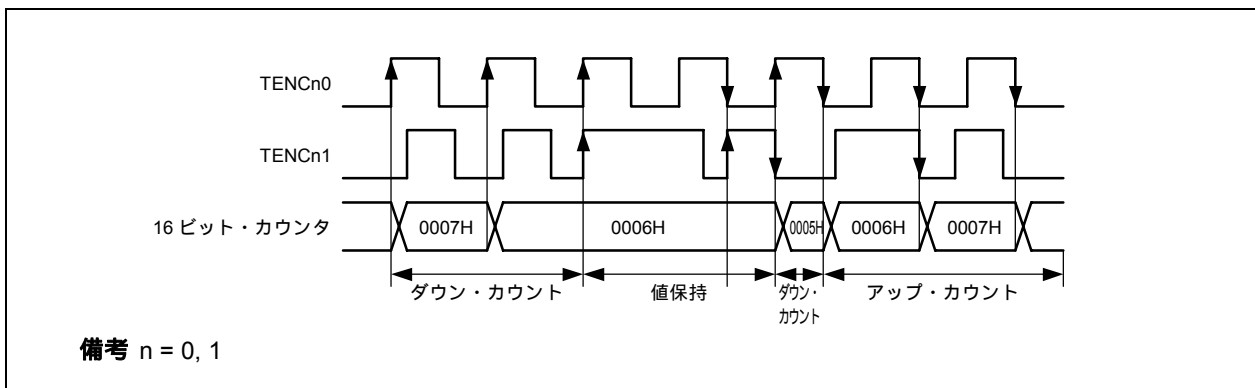 TENCn0
TENCn1
16 ビット・カウンタ
0007H
0006H
0005H
0006H
0007H
ダウン・カウント
値保持
ダウン・
カウント
アップ・カウント
備考 n = 0, 1